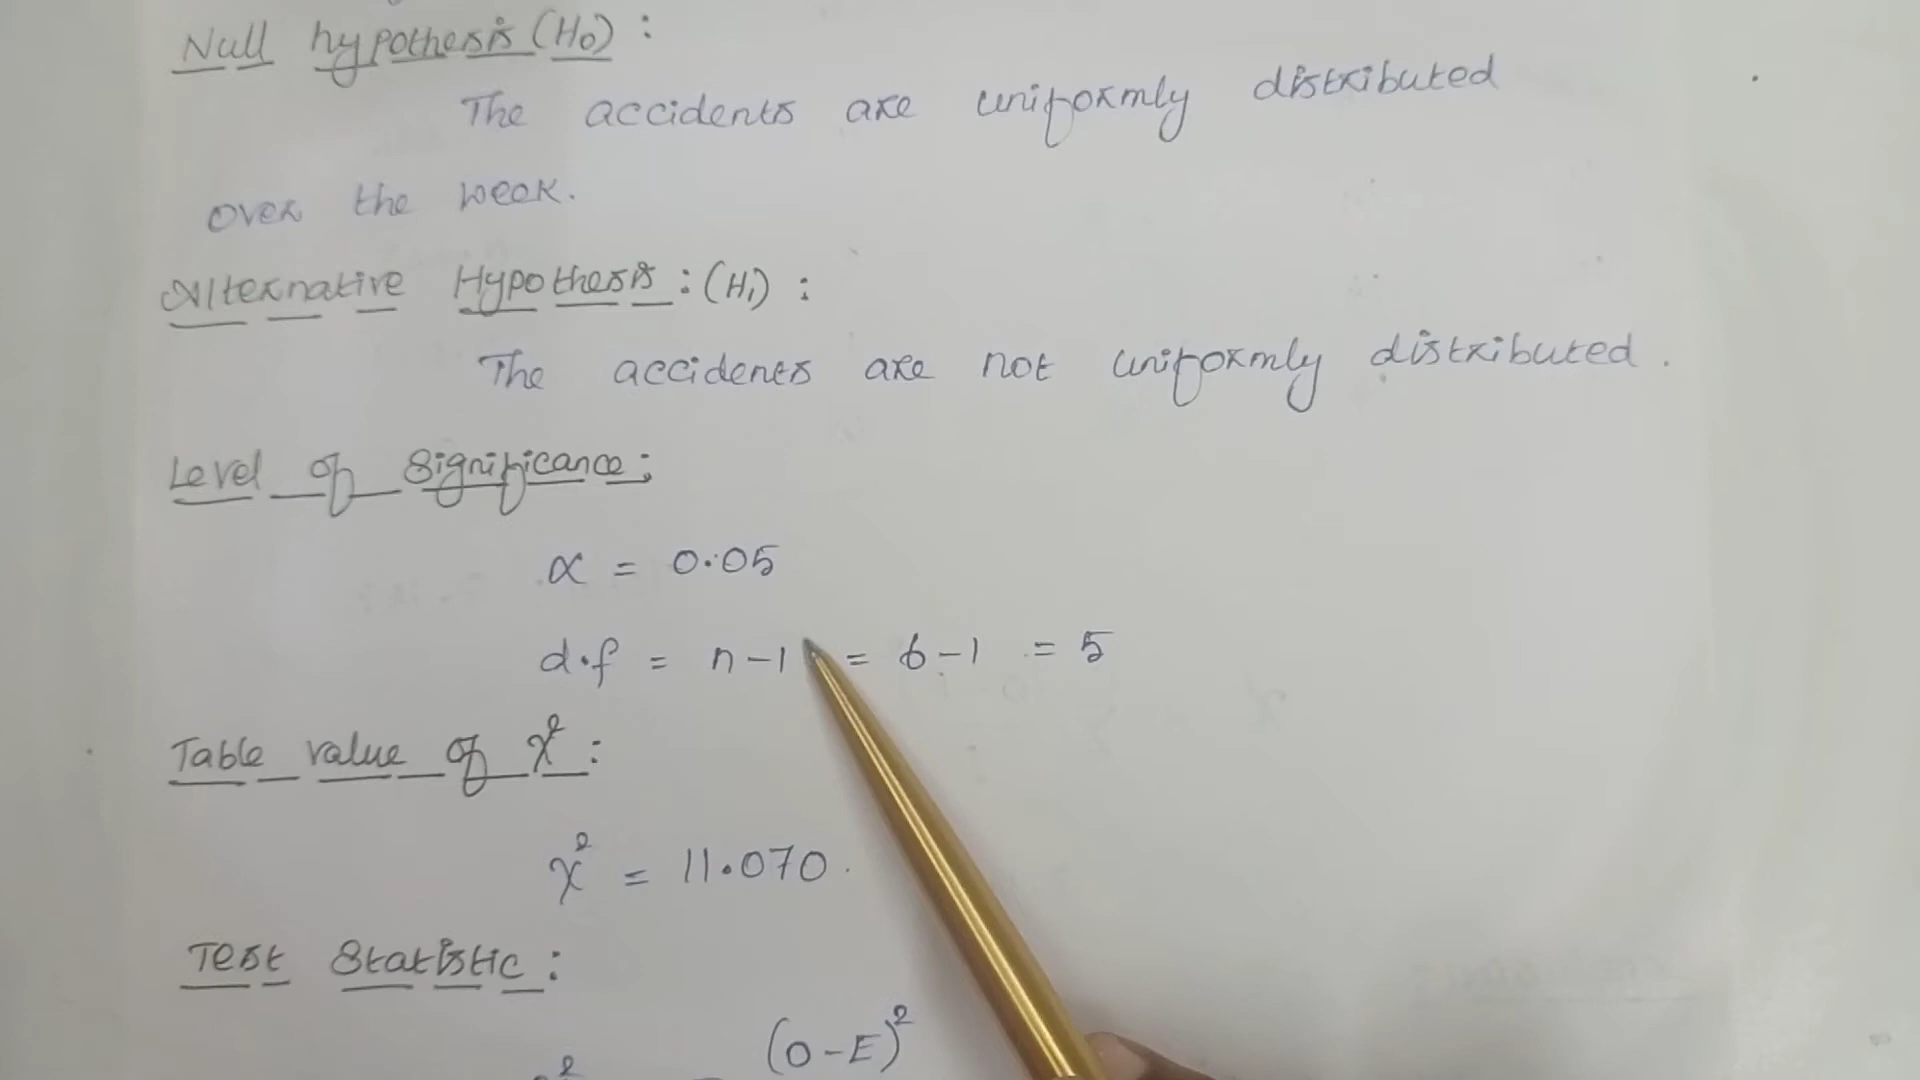 Null hypothesis (H0) :
The accidents are uniformly distributed
over the week.
Alternative Hypothesis : (H1) :
The accidents are not uniformly distributed.
Level of Significance :
α = 0.05
d.f = n-1 = 6-1 = 5
Table value of χ² :
χ² = 11.070.
Test Statistic :
(O-E)²